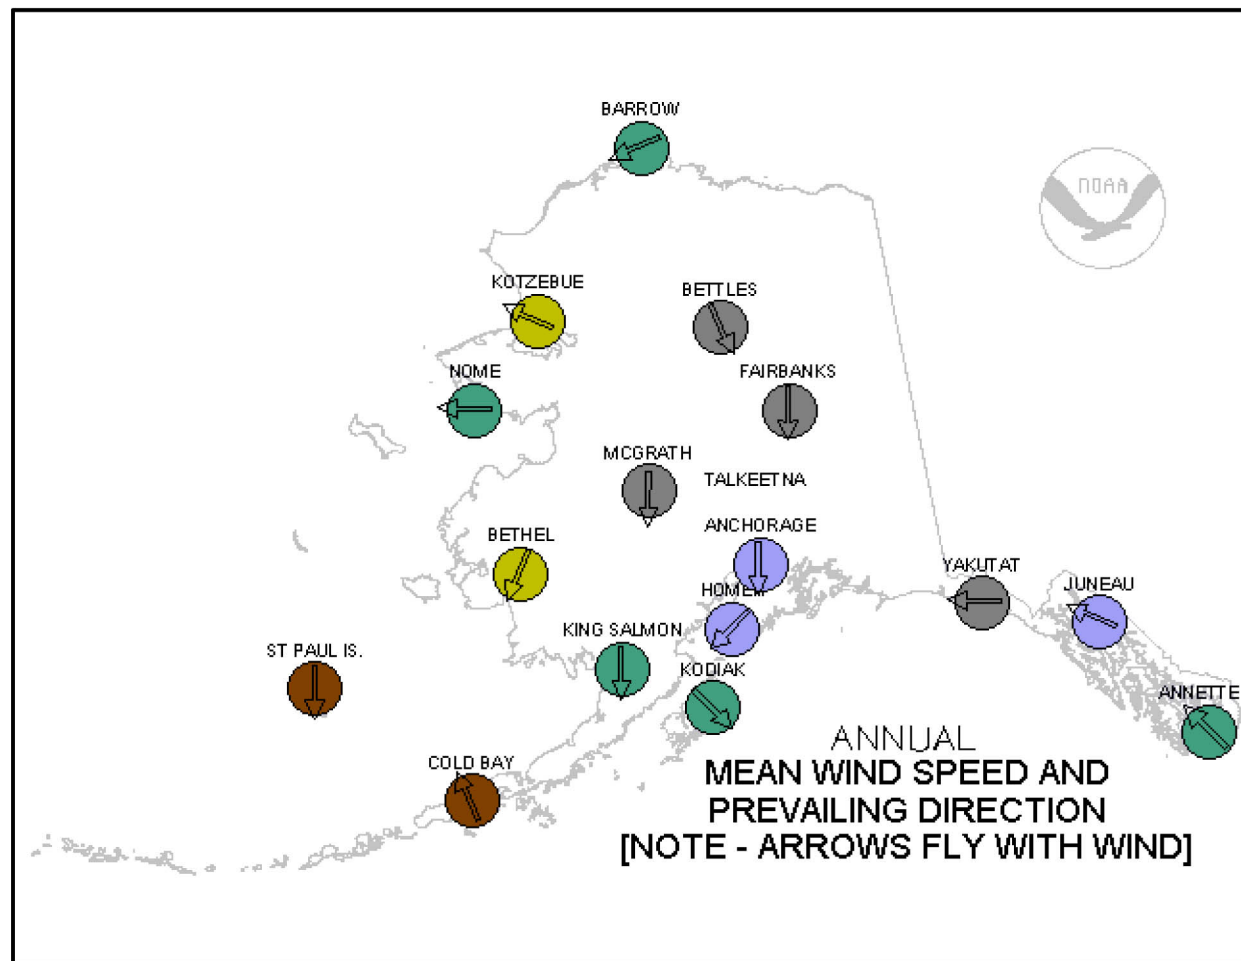 BARROW
NOAA
KOTZEBUE
BETTLES
NOME
FAIRBANKS
MCGRATH
TALKEETNA
ANCHORAGE
BETHEL
YAKUTAT
JUNEAU
HOMER
KING SALMON
ST PAUL IS.
KODIAK
ANNETTE
COLD BAY
ANNUAL
MEAN WIND SPEED AND
PREVAILING DIRECTION
[NOTE - ARROWS FLY WITH WIND]